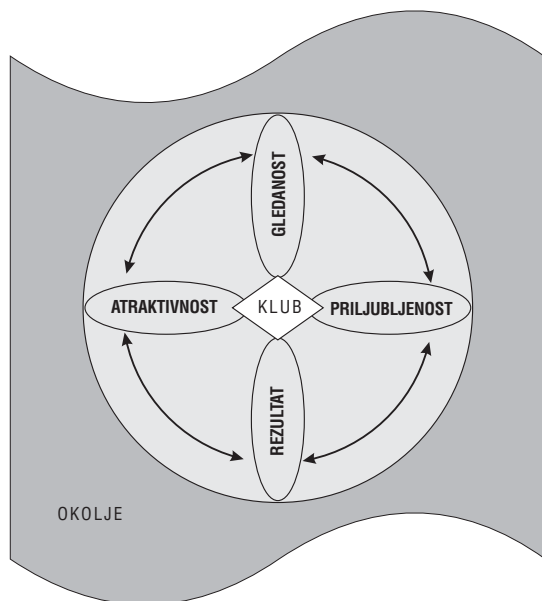 GLEDANOST
ATRAKTIVNOST
KLUB
PRILJUBLJENOST
REZULTAT
OKOLJE